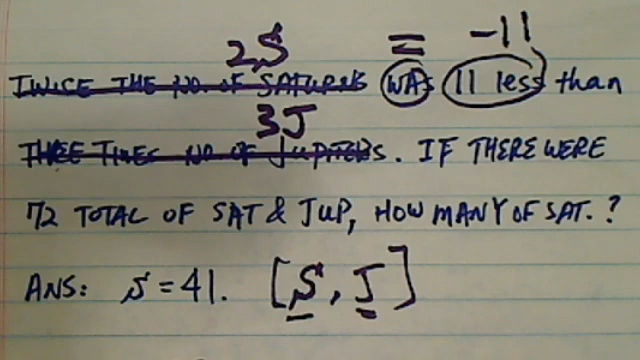 2S = -11
TWICE THE NO. OF SATURNS WAS 11 less than
3J
THREE TIMES NO OF JUPITERS. IF THERE WERE
72 TOTAL OF SAT & JUP, HOW MANY OF SAT.?
ANS: S = 41. [S, J]